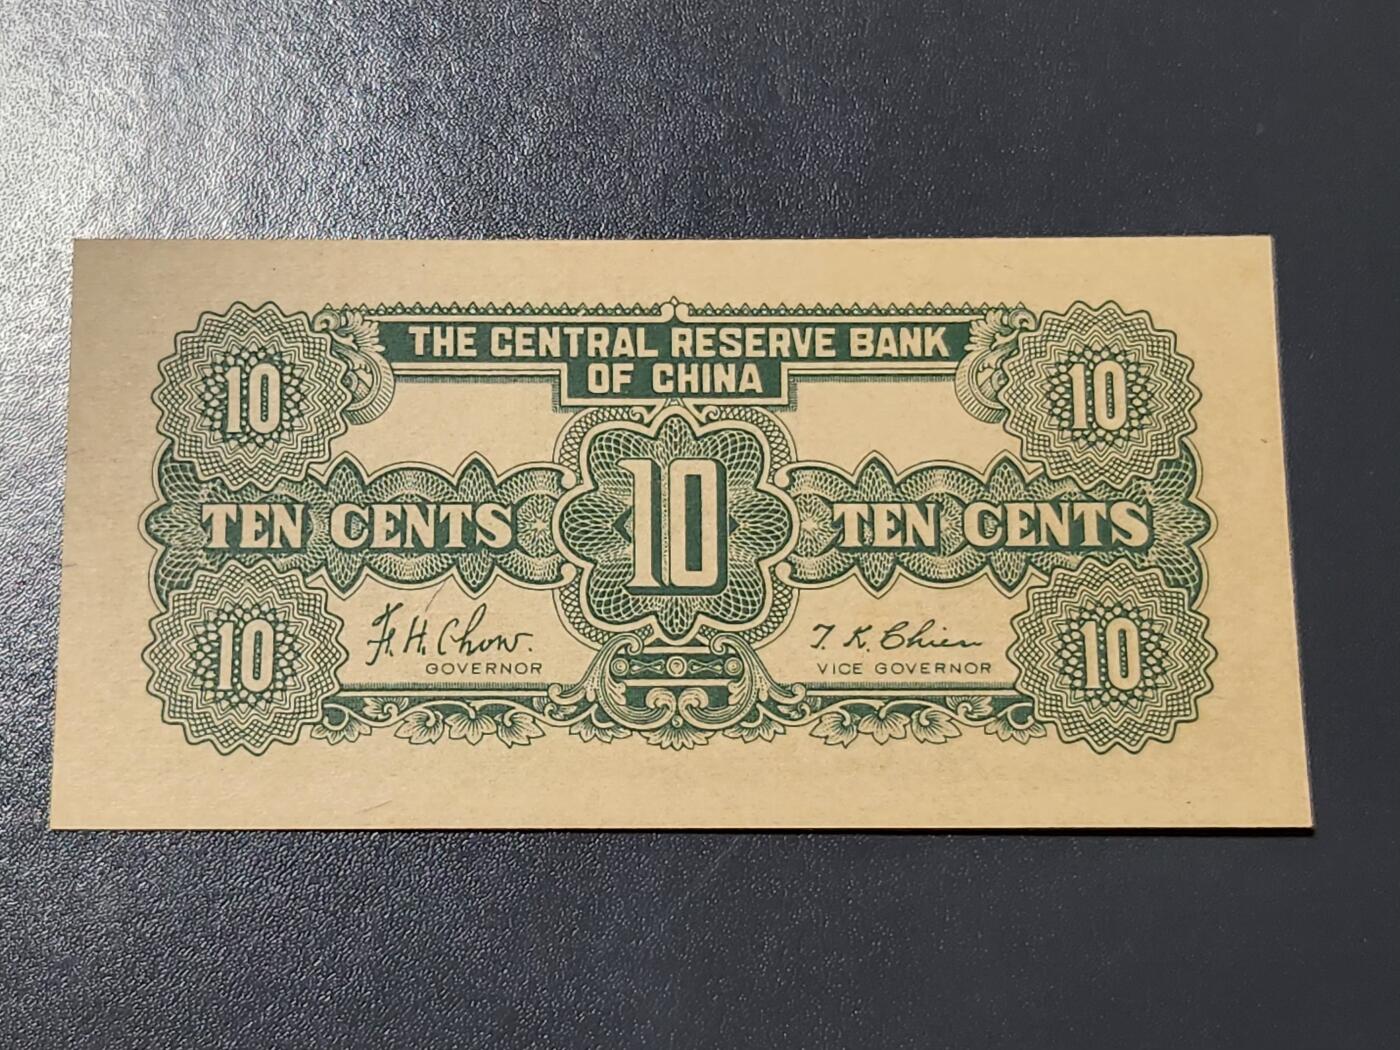 THE CENTRAL RESERVE BANK
OF CHINA
10 10
TEN CENTS 10 TEN CENTS
F. H. Chow. T. K. Chien
GOVERNOR VICE GOVERNOR
10 10